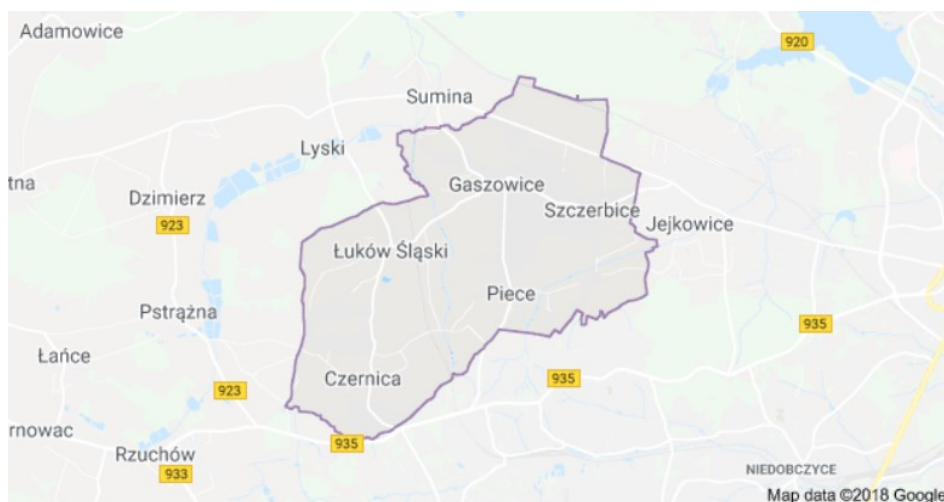 Adamowice
920
Sumina
Lyski
tna
Dzimierz
Gaszowice
923
Szczerbice
Jejkowice
Łuków Śląski
Piece
Pstrążna
935
Łańce
Czernica
935
923
rnowac
935
Rzuchów
933
NIEDOBCZYCE
Map data ©2018 Google